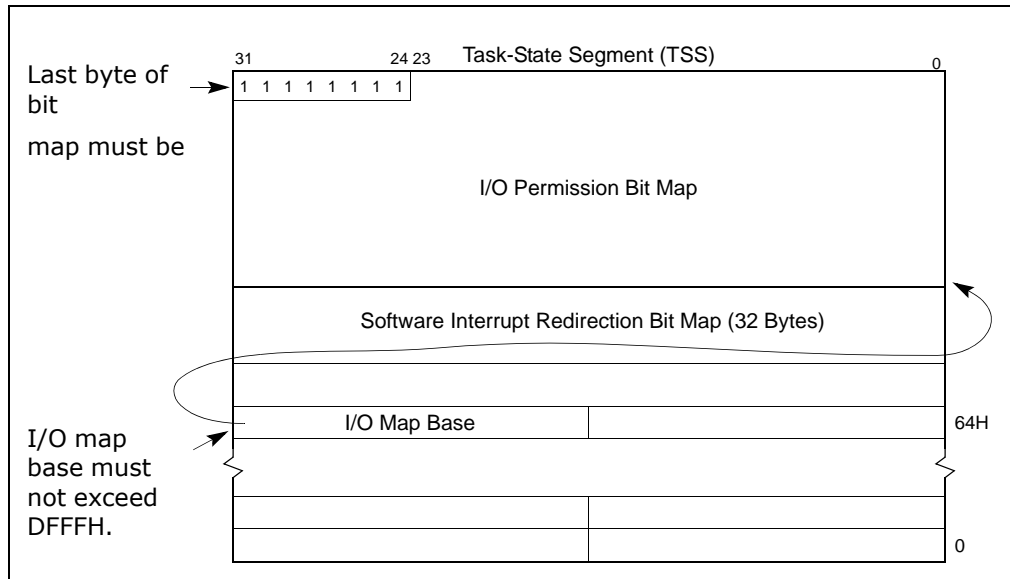 Task-State Segment (TSS)
31
24 23
0
Last byte of
bit
map must be
1 1 1 1 1 1 1 1
I/O Permission Bit Map
Software Interrupt Redirection Bit Map (32 Bytes)
I/O Map Base
64H
I/O map
base must
not exceed
DFFFH.
0